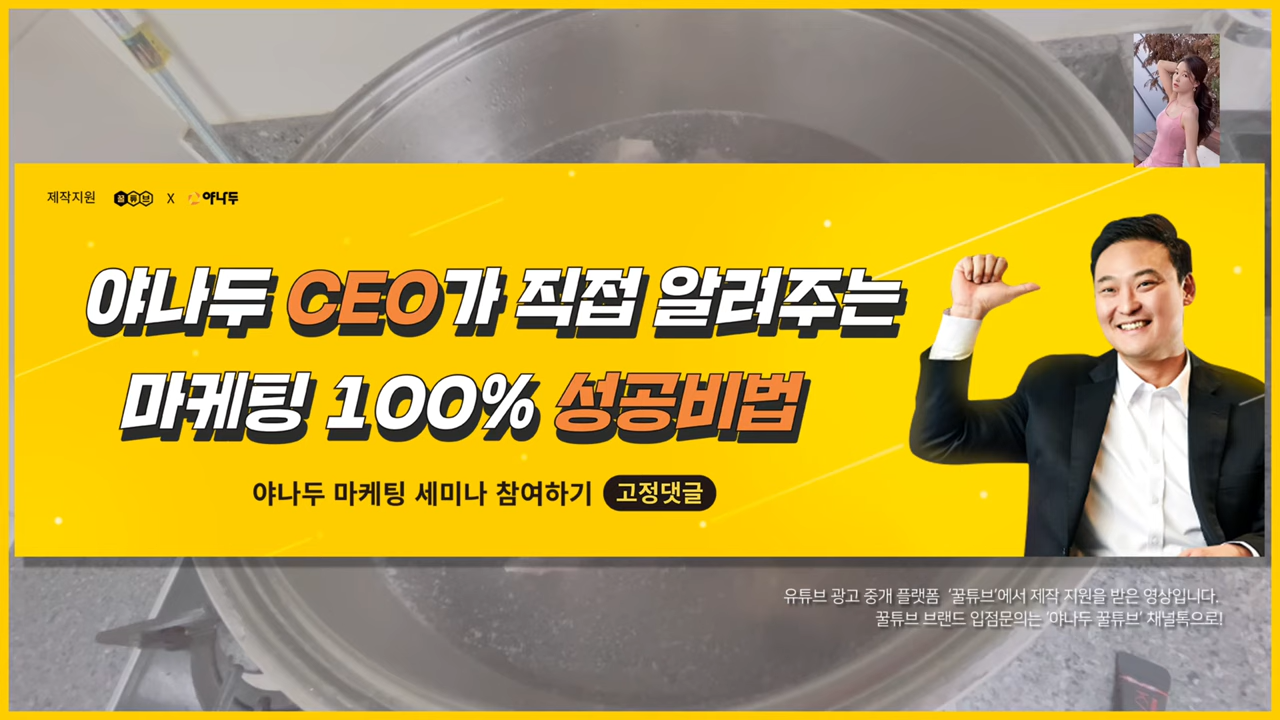 제작지원 꿀튜브 X 야나두
야나두 CEO가 직접 알려주는
마케팅 100% 성공비법
야나두 마케팅 세미나 참여하기 고정댓글
유튜브 광고 중개 플랫폼 '꿀튜브'에서 제작 지원을 받은 영상입니다.
꿀튜브 브랜드 입점문의는 '야나두 꿀튜브' 채널톡으로!